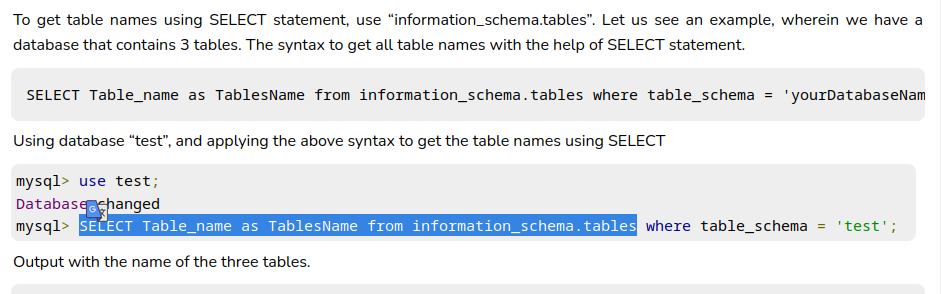 To get table names using SELECT statement, use “information_schema.tables”. Let us see an example, wherein we have a
database that contains 3 tables. The syntax to get all table names with the help of SELECT statement.
SELECT Table_name as TablesName from information_schema.tables where table_schema = 'yourDatabaseNam
Using database “test”, and applying the above syntax to get the table names using SELECT
mysql> use test;
Database changed
mysql> SELECT Table_name as TablesName from information_schema.tables where table_schema = 'test';
Output with the name of the three tables.